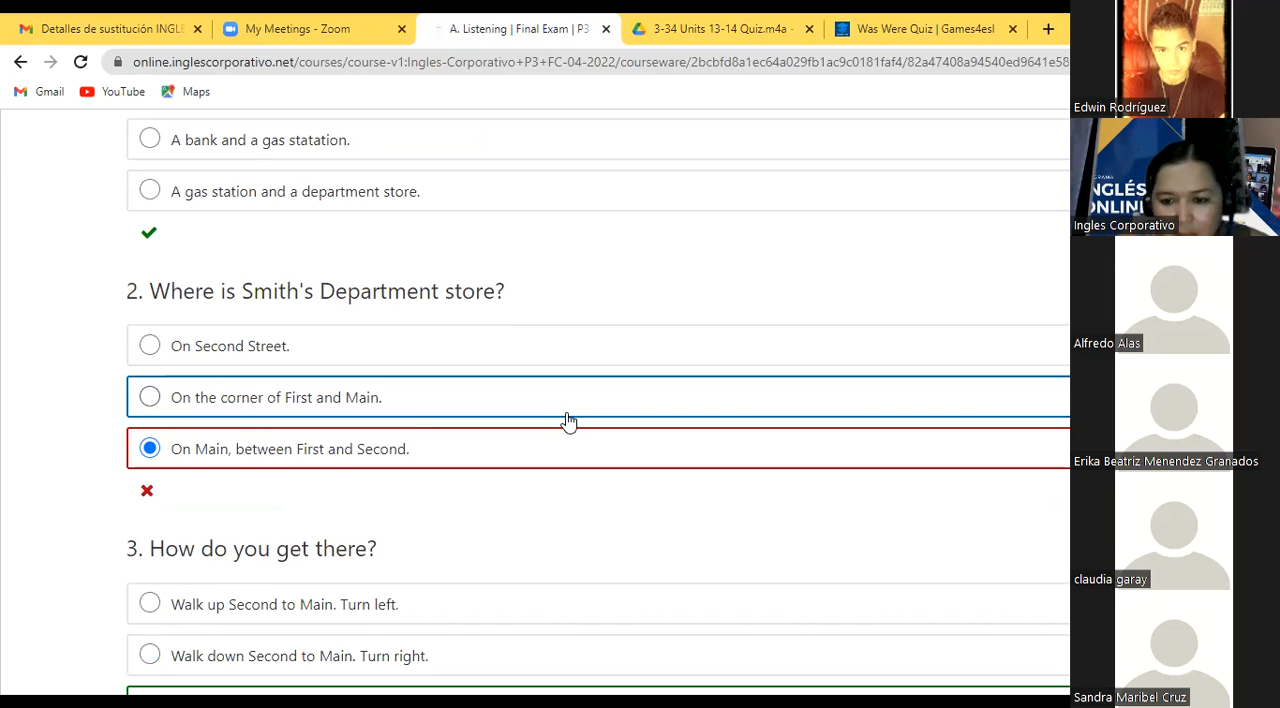 Detalles de sustitución INGLE
My Meetings - Zoom
A. Listening | Final Exam | P3
3-34 Units 13-14 Quiz.m4a -
Was Were Quiz | Games4esl
online.inglescorporativo.net/courses/course-v1:Ingles-Corporativo+P3+FC-04-2022/courseware/2bcbfd8a1ec64a029fb1ac9c0181faf4/82a47408a94540ed9641e58
Gmail
YouTube
Maps
A bank and a gas statation.
A gas station and a department store.
2. Where is Smith's Department store?
On Second Street.
On the corner of First and Main.
On Main, between First and Second.
3. How do you get there?
Walk up Second to Main. Turn left.
Walk down Second to Main. Turn right.
Edwin Rodríguez
INGLÉS
ONLINE
Ingles Corporativo
Alfredo Alas
Erika Beatriz Menendez Granados
claudia garay
Sandra Maribel Cruz